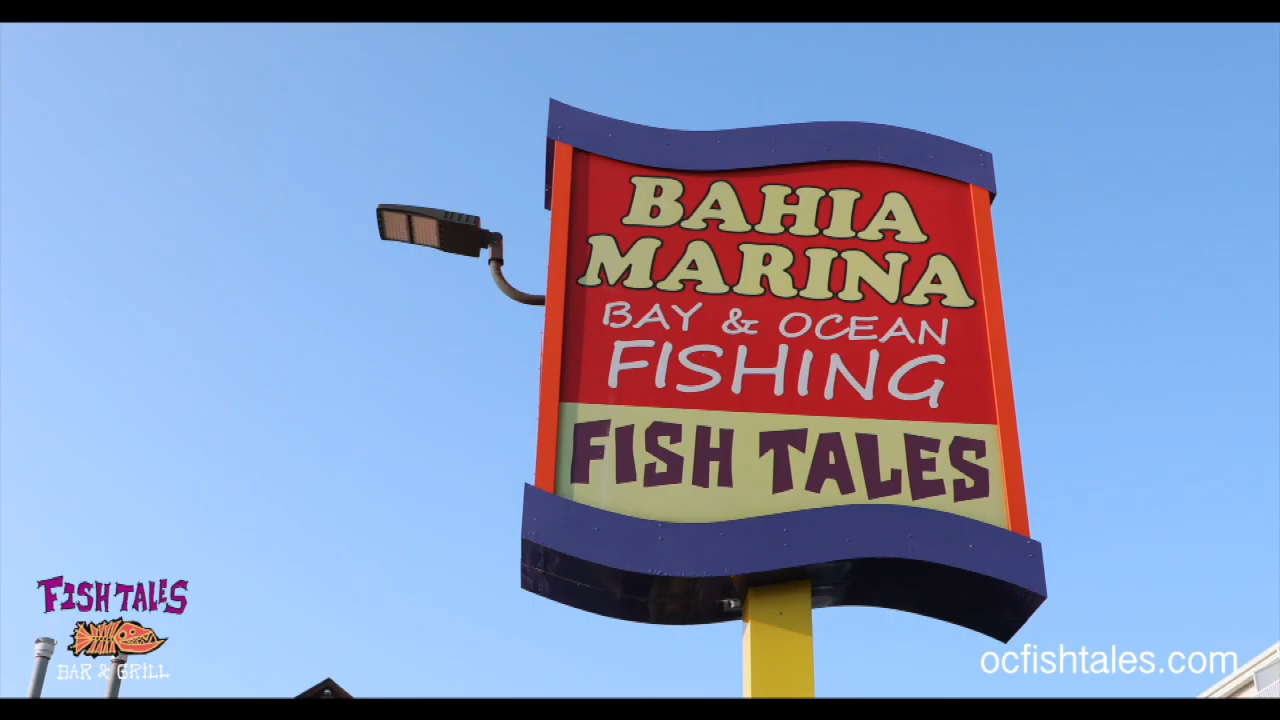 BAHIA
MARINA
BAY & OCEAN
FISHING
FISH TALES
FISH TALES
BAR & GRILL
ocfishtales.com